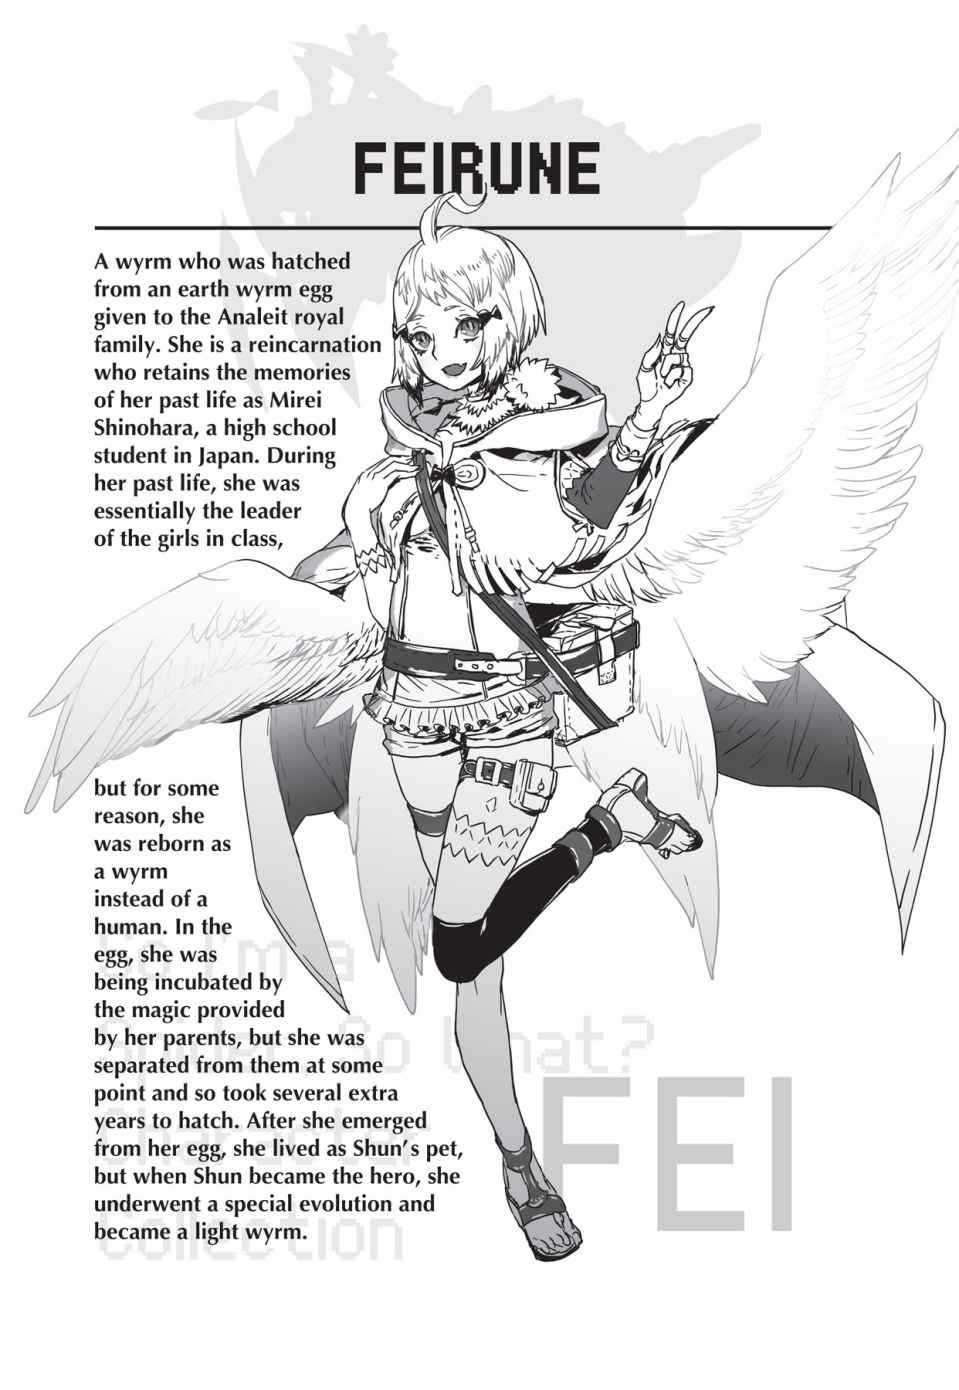 FEIRUNE
A wyrm who was hatched
from an earth wyrm egg
given to the Analeit royal
family. She is a reincarnation
who retains the memories
of her past life as Mirei
Shinohara, a high school
student in Japan. During
her past life, she was
essentially the leader
of the girls in class,
but for some
reason, she
was reborn as
a wyrm
instead of a
human. In the
egg, she was
being incubated by
the magic provided
by her parents, but she was
separated from them at some
point and so took several extra
years to hatch. After she emerged
from her egg, she lived as Shun's pet,
but when Shun became the hero, she
underwent a special evolution and
became a light wyrm.
So I'm a
Spider, So What?
Character
Collection
FEI